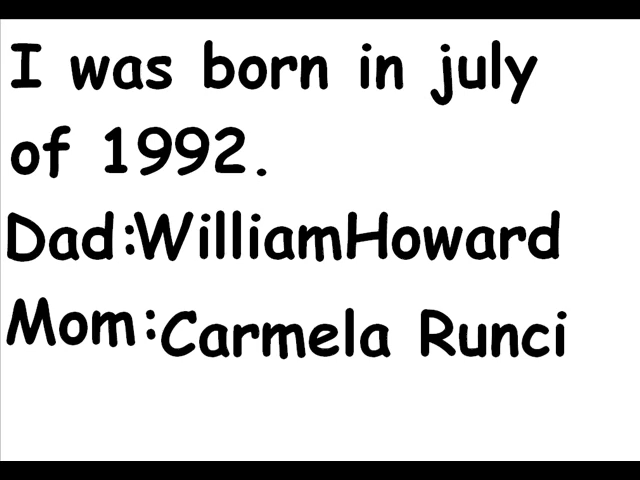 I was born in july
of 1992.
Dad:WilliamHoward
Mom:Carmela Runci